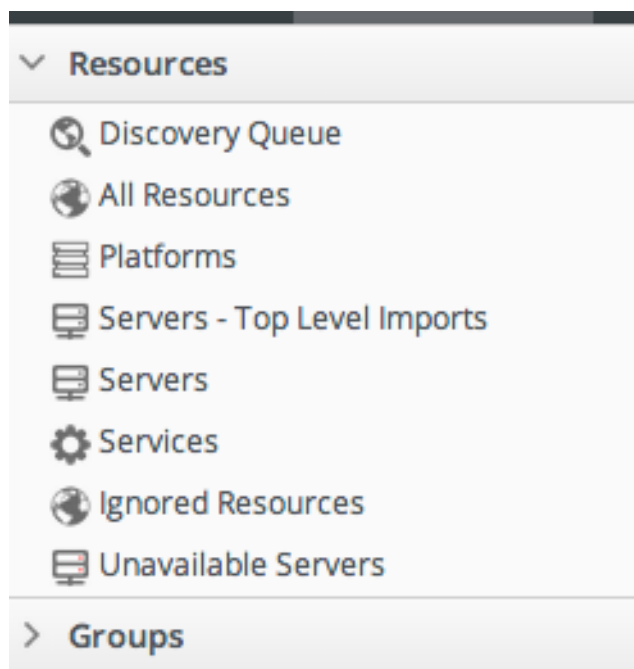 Resources
Discovery Queue
All Resources
Platforms
Servers - Top Level Imports
Servers
Services
Ignored Resources
Unavailable Servers
Groups